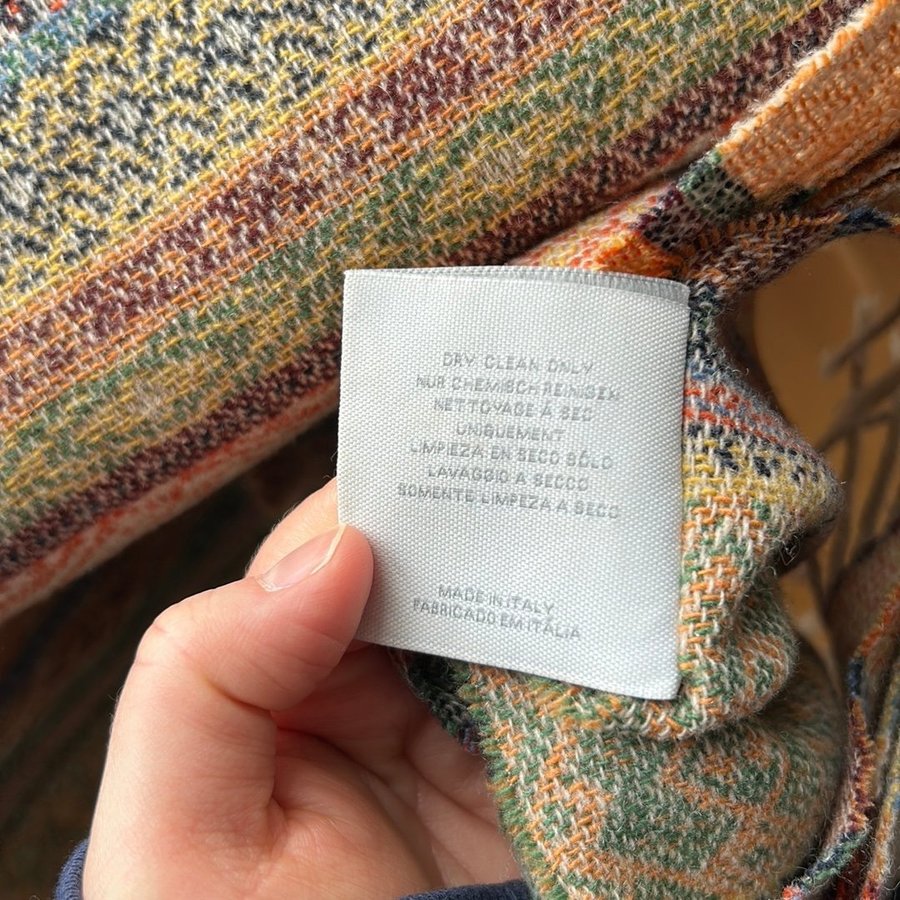 DRY CLEAN ONLY
NUR CHEMISCH REINIGEN
NETTOYAGE A SEC
UNIQUEMENT
LIMPIEZA EN SECO SÓLO
LAVAGGIO A SECCO
SOMENTE LIMPEZA A SECO
MADE IN ITALY
FABRICADO EM ITÁLIA